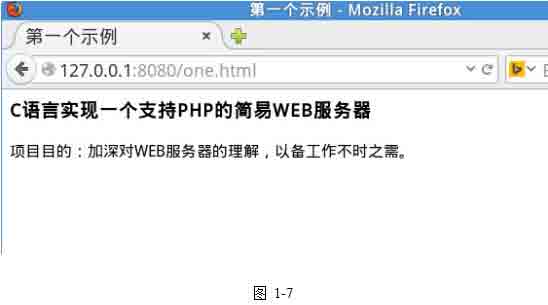 第一个示例 - Mozilla Firefox
第一个示例
127.0.0.1:8080/one.html
C语言实现一个支持PHP的简易WEB服务器
项目目的：加深对WEB服务器的理解，以备工作不时之需。
图 1-7